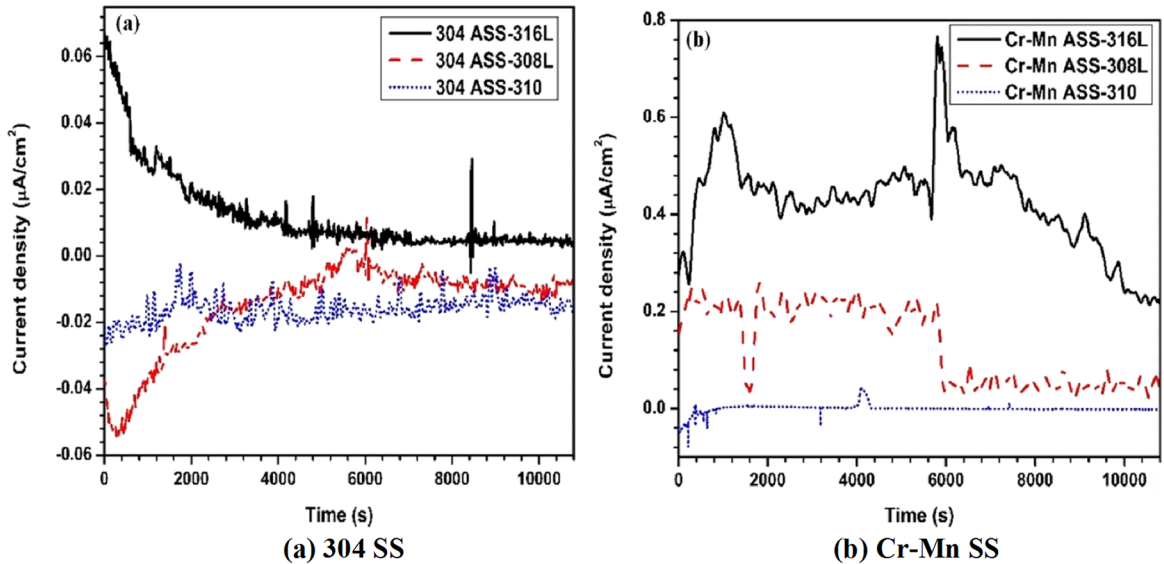 (a)
304 ASS-316L
304 ASS-308L
304 ASS-310
0.06
0.04
0.02
0.00
-0.02
-0.04
-0.06
Current density (µA/cm²)
0 2000 4000 6000 8000 10000
Time (s)
(a) 304 SS
(b)
Cr-Mn ASS-316L
Cr-Mn ASS-308L
Cr-Mn ASS-310
0.8
0.6
0.4
0.2
0.0
Current density (µA/cm²)
0 2000 4000 6000 8000 10000
Time (s)
(b) Cr-Mn SS